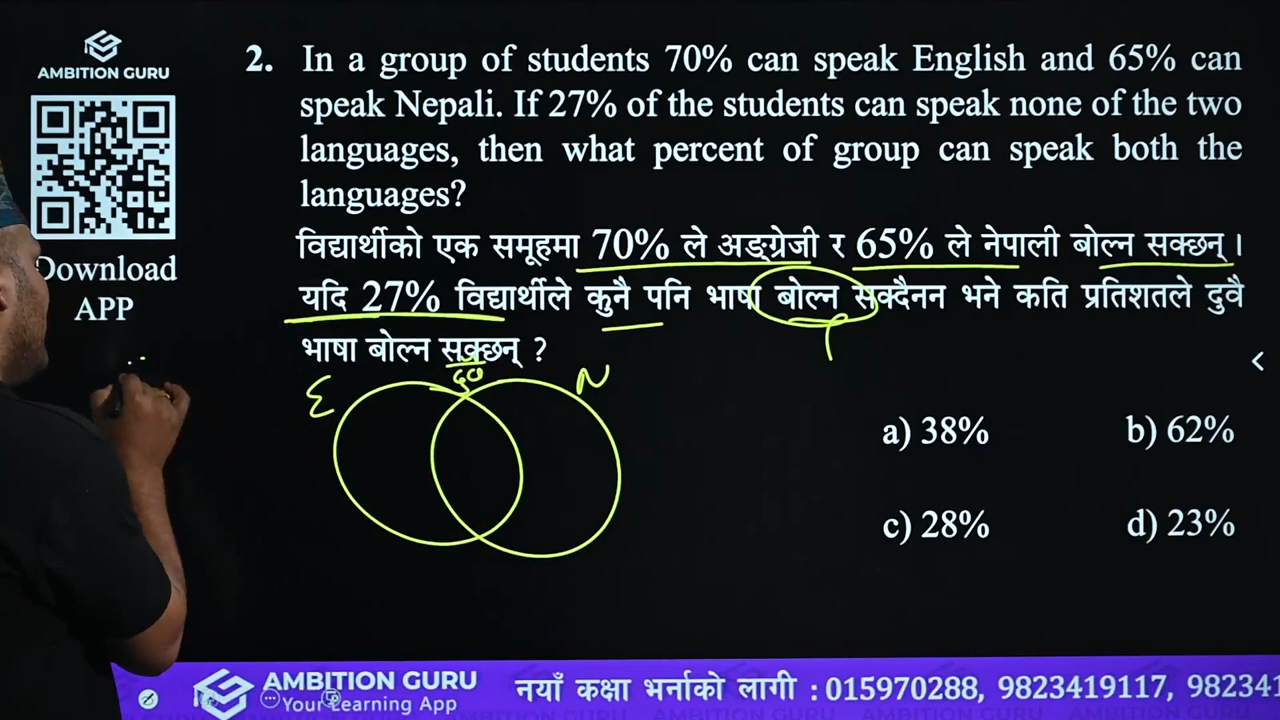 AMBITION GURU
Download
APP
2. In a group of students 70% can speak English and 65% can
speak Nepali. If 27% of the students can speak none of the two
languages, then what percent of group can speak both the
languages?
विद्यार्थीको एक समूहमा 70% ले अङ्ग्रेजी र 65% ले नेपाली बोल्न सक्छन् ।
यदि 27% विद्यार्थीले कुनै पनि भाषा बोल्न सक्दैनन भने कति प्रतिशतले दुवै
भाषा बोल्न सक्छन् ?
E
N
a) 38% b) 62%
c) 28% d) 23%
AMBITION GURU
Your Learning App
नयाँ कक्षा भर्नाको लागी : 015970288, 9823419117, 982341